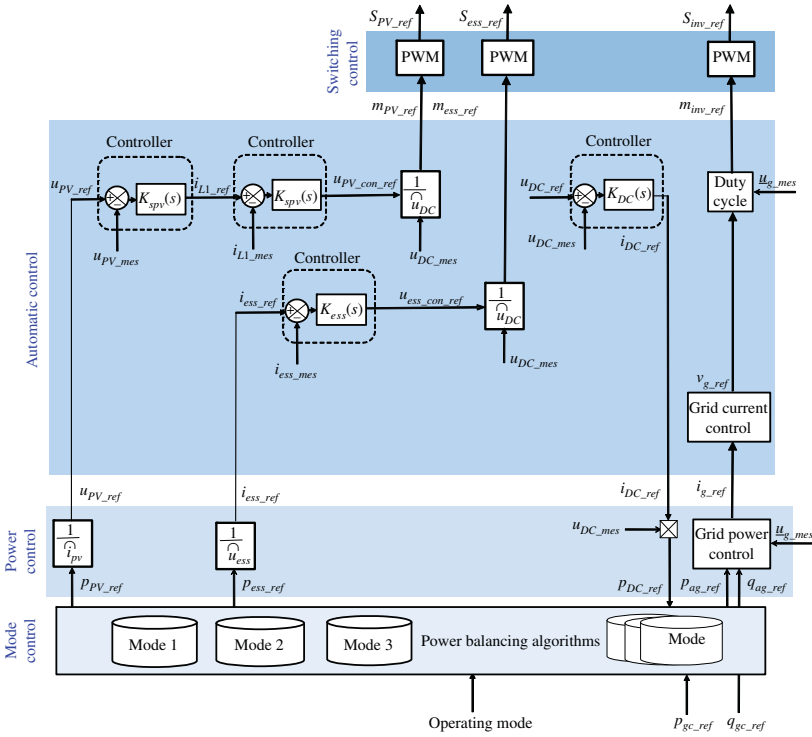 S_PV_ref
S_ess_ref
S_inv_ref
Switching control
PWM
PWM
PWM
m_PV_ref
m_ess_ref
m_inv_ref
Automatic control
Controller
Controller
Controller
u_PV_ref
K_spv(s)
i_L1_ref
K_spv(s)
u_PV_con_ref
1
u_DC
u_DC_ref
K_DC(s)
Duty cycle
u_g_mes
u_PV_mes
i_L1_mes
u_DC_mes
u_DC_mes
i_DC_ref
Controller
i_ess_ref
K_ess(s)
u_ess_con_ref
1
u_DC
i_ess_mes
u_DC_mes
v_g_ref
Grid current control
u_PV_ref
i_ess_ref
i_DC_ref
i_g_ref
Power control
1
i_pv
1
u_ess
u_DC_mes
Grid power control
u_g_mes
p_PV_ref
p_ess_ref
p_DC_ref
p_ag_ref
q_ag_ref
Mode control
Mode 1
Mode 2
Mode 3
Power balancing algorithms
Mode
Operating mode
p_gc_ref
q_gc_ref